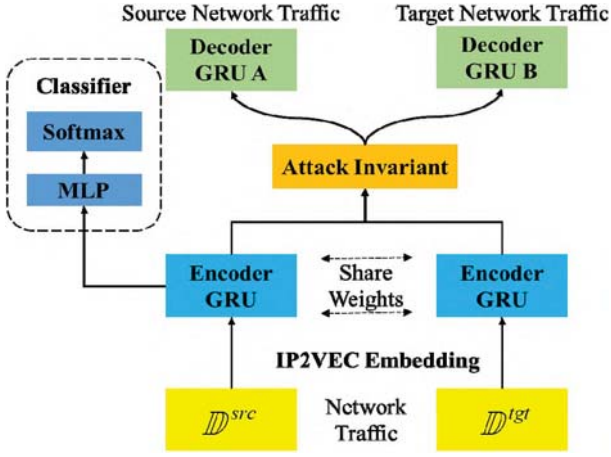 Source Network Traffic
Target Network Traffic
Decoder
GRU A
Decoder
GRU B
Classifier
Softmax
MLP
Attack Invariant
Encoder
GRU
Share
Weights
Encoder
GRU
IP2VEC Embedding
𝔻^src
Network
Traffic
𝔻^tgt